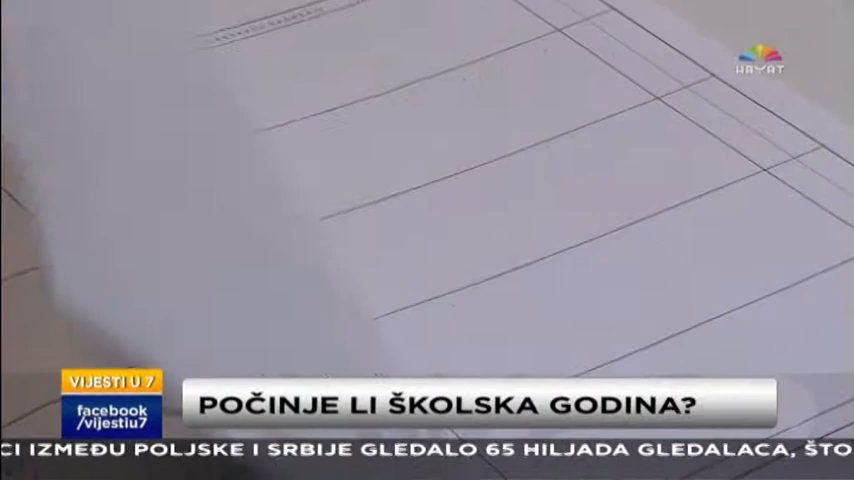 HAYAT
VIJESTI U 7
POČINJE LI ŠKOLSKA GODINA?
facebook
/vijestiu7
CI IZMEĐU POLJSKE I SRBIJE GLEDALO 65 HILJADA GLEDALACA, ŠTO